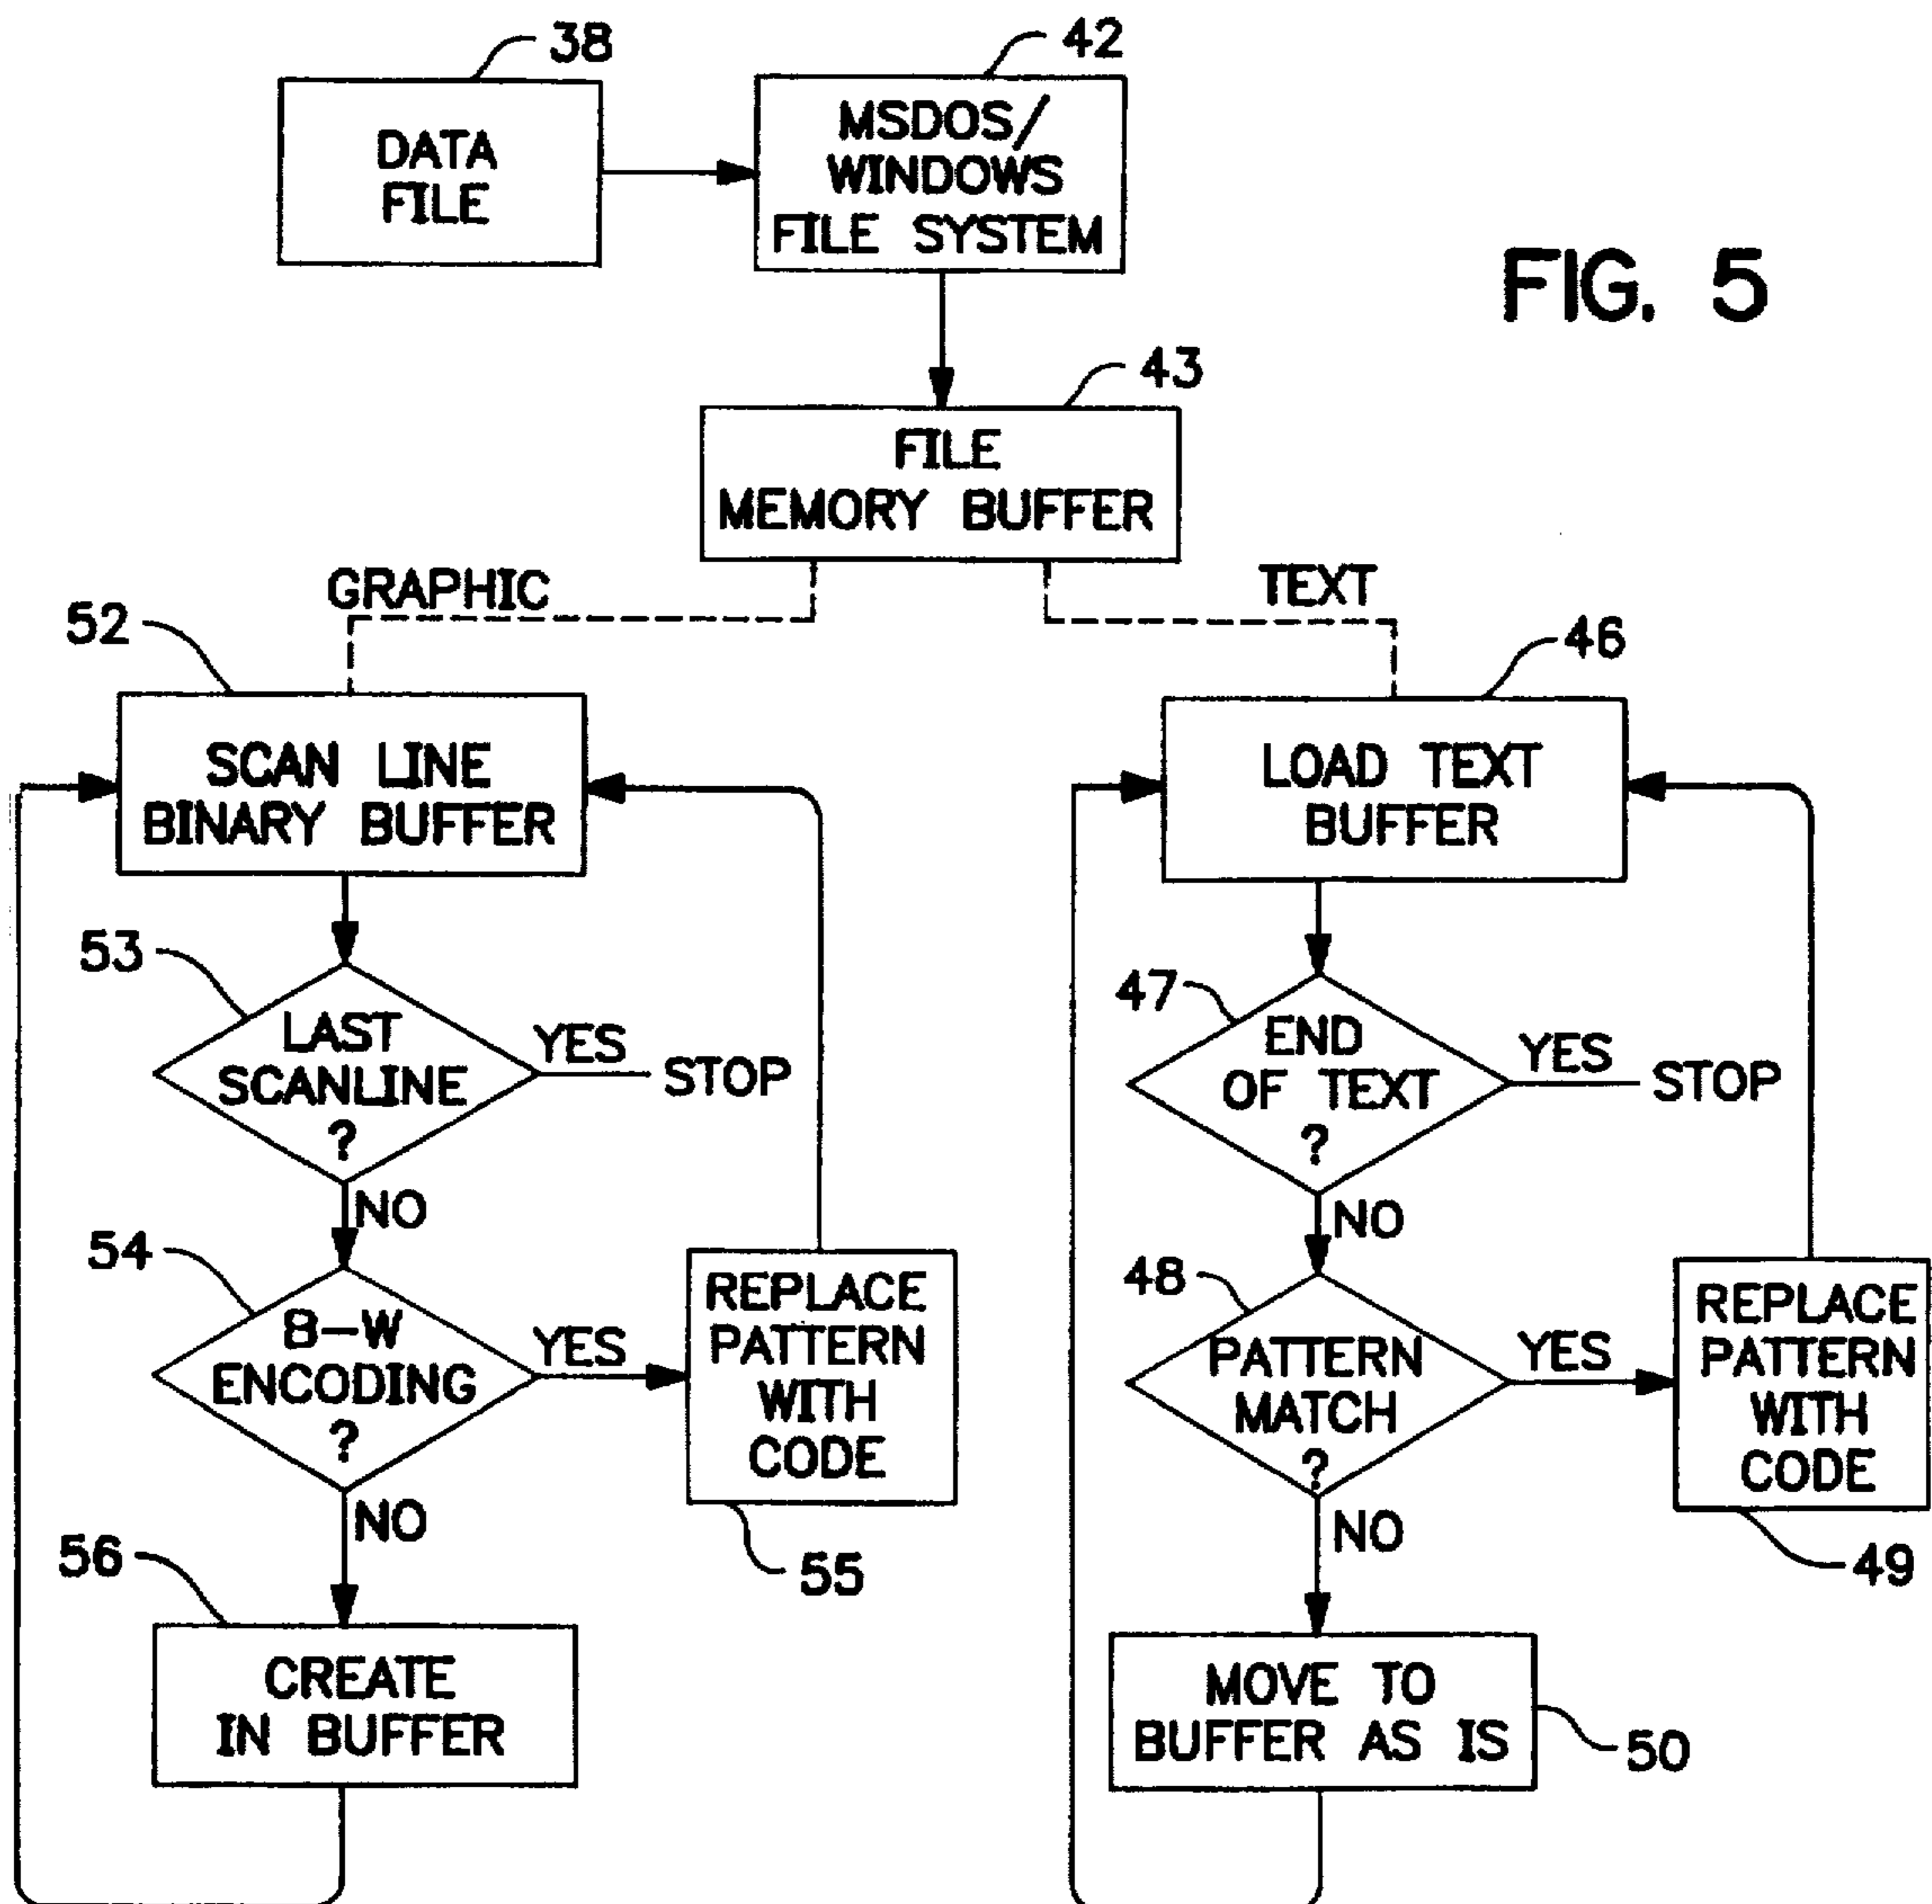 38
42
DATA
FILE
MSDOS/
WINDOWS
FILE SYSTEM
FIG. 5
43
FILE
MEMORY BUFFER
GRAPHIC
TEXT
52
46
SCAN LINE
BINARY BUFFER
LOAD TEXT
BUFFER
53
LAST
SCANLINE
?
YES
STOP
47
END
OF TEXT
?
YES
STOP
NO
NO
54
B-W
ENCODING
?
YES
REPLACE
PATTERN
WITH
CODE
48
PATTERN
MATCH
?
YES
REPLACE
PATTERN
WITH
CODE
NO
NO
56
55
49
CREATE
IN BUFFER
MOVE TO
BUFFER AS IS
50